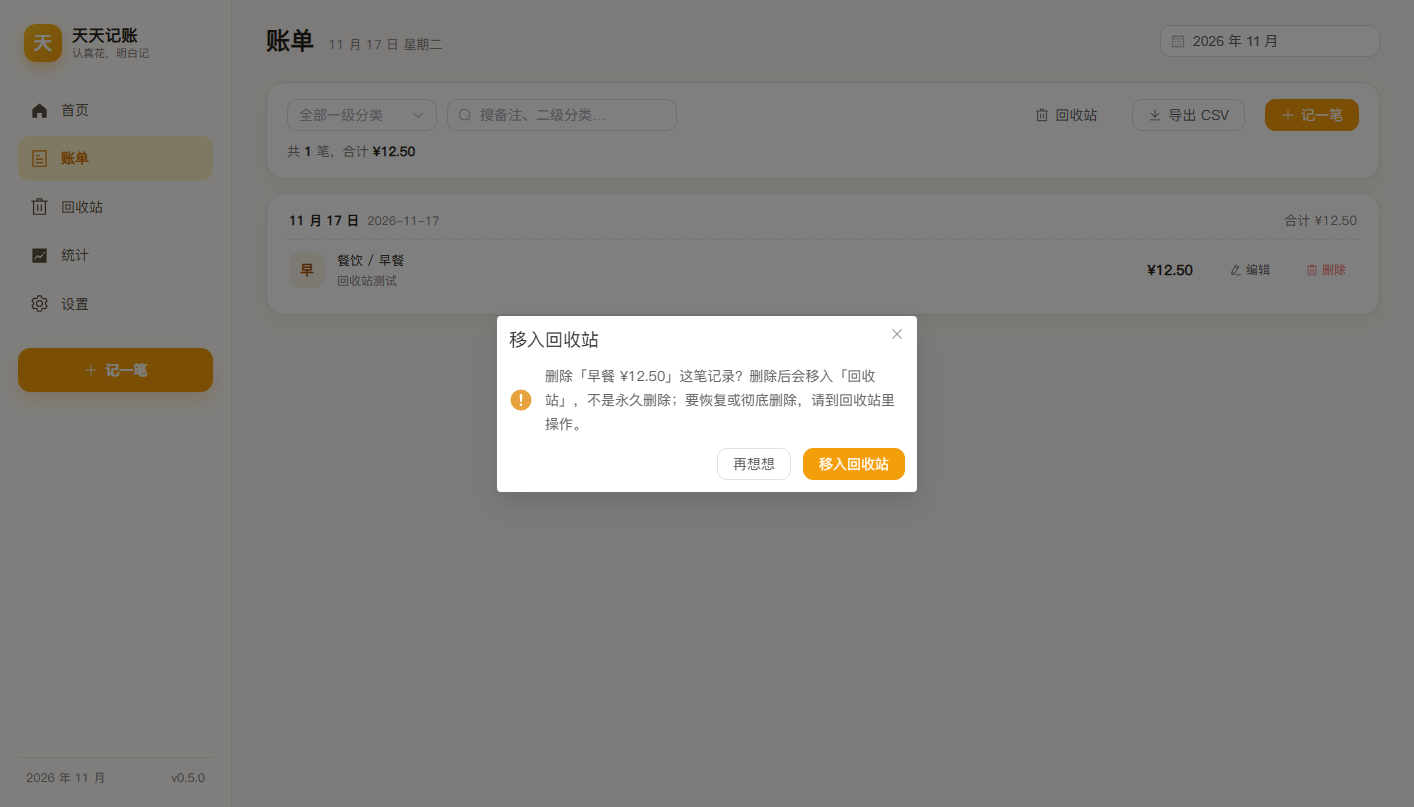 天
天天记账
认真花，明白记
首页
账单
回收站
统计
设置
记一笔
2026 年 11 月
v0.5.0
账单
11 月 17 日 星期二
2026 年 11 月
全部一级分类
搜备注、二级分类...
回收站
导出 CSV
记一笔
共 1 笔，合计 ¥12.50
11 月 17 日
2026-11-17
合计 ¥12.50
早
餐饮 / 早餐
回收站测试
¥12.50
编辑
删除
移入回收站
删除「早餐 ¥12.50」这笔记录？删除后会移入「回收
站」，不是永久删除；要恢复或彻底删除，请到回收站里
操作。
再想想
移入回收站